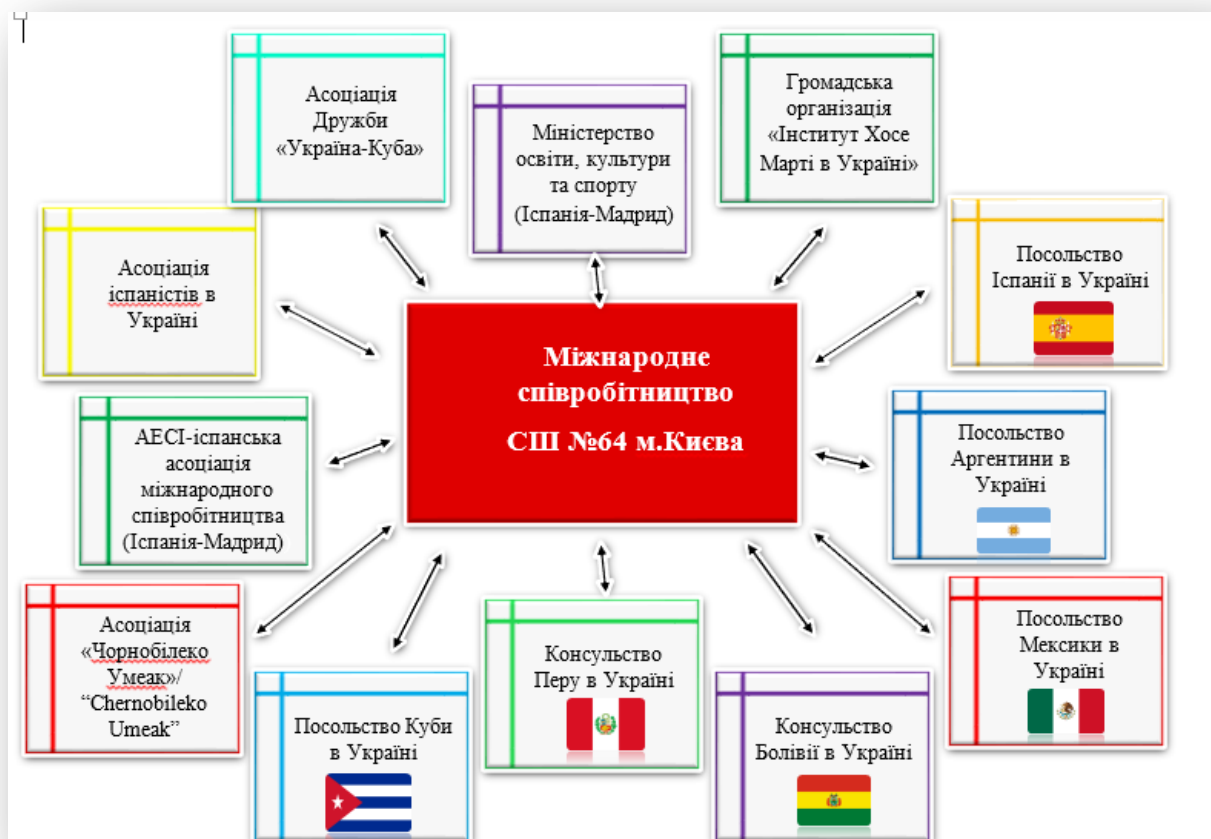 Асоціація
Дружби
«Україна-Куба»
Міністерство
освіти, культури
та спорту
(Іспанія-Мадрид)
Громадська
організація
«Інститут Хосе
Марті в Україні»
Асоціація
іспаністів в
Україні
Посольство
Іспанії в Україні
Міжнародне
співробітництво
СШ №64 м.Києва
АЕСІ-іспанська
асоціація
міжнародного
співробітництва
(Іспанія-Мадрид)
Посольство
Аргентини в
Україні
Асоціація
«Чорнобілеко
Умеак»/
“Chernobileko
Umeak”
Посольство Куби
в Україні
Консульство
Перу в Україні
Консульство
Болівії в Україні
Посольство
Мексики в
Україні